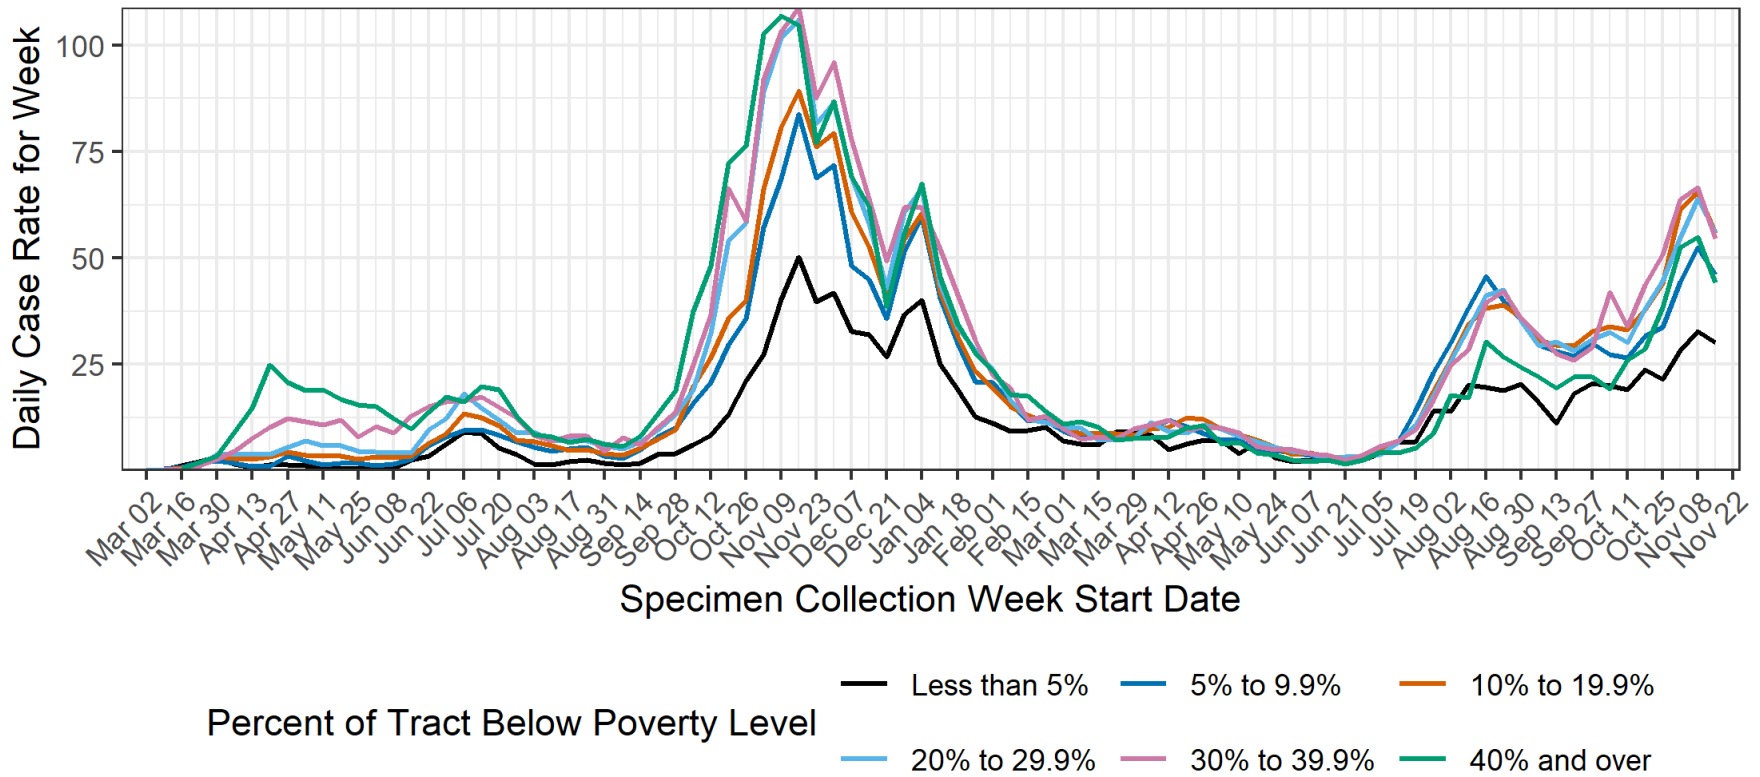 Daily Case Rate for Week
100
75
50
25
Mar 02
Mar 16
Mar 30
Apr 13
Apr 27
May 11
May 25
Jun 08
Jun 22
Jul 06
Jul 20
Aug 03
Aug 17
Aug 31
Sep 14
Sep 28
Oct 12
Oct 26
Nov 09
Nov 23
Dec 07
Dec 21
Jan 04
Jan 18
Feb 01
Feb 15
Mar 01
Mar 15
Mar 29
Apr 12
Apr 26
May 10
May 24
Jun 07
Jun 21
Jul 05
Jul 19
Aug 02
Aug 16
Aug 30
Sep 13
Sep 27
Oct 11
Oct 25
Nov 08
Nov 22
Specimen Collection Week Start Date
Percent of Tract Below Poverty Level
Less than 5%
5% to 9.9%
10% to 19.9%
20% to 29.9%
30% to 39.9%
40% and over